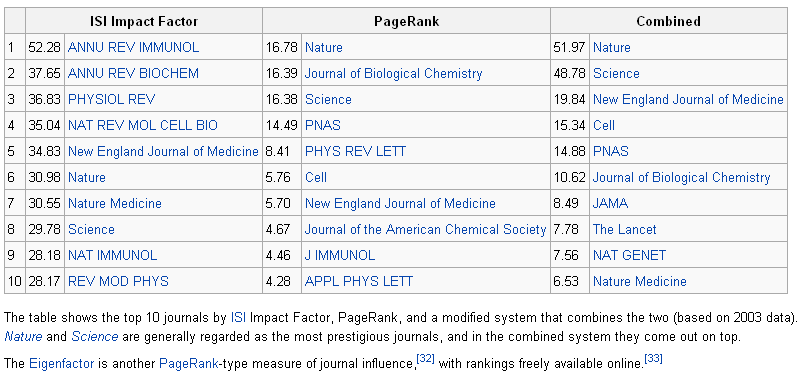 ISI Impact Factor PageRank Combined
1 52.28 ANNU REV IMMUNOL 16.78 Nature 51.97 Nature
2 37.65 ANNU REV BIOCHEM 16.39 Journal of Biological Chemistry 48.78 Science
3 36.83 PHYSIOL REV 16.38 Science 19.84 New England Journal of Medicine
4 35.04 NAT REV MOL CELL BIO 14.49 PNAS 15.34 Cell
5 34.83 New England Journal of Medicine 8.41 PHYS REV LETT 14.88 PNAS
6 30.98 Nature 5.76 Cell 10.62 Journal of Biological Chemistry
7 30.55 Nature Medicine 5.70 New England Journal of Medicine 8.49 JAMA
8 29.78 Science 4.67 Journal of the American Chemical Society 7.78 The Lancet
9 28.18 NAT IMMUNOL 4.46 J IMMUNOL 7.56 NAT GENET
10 28.17 REV MOD PHYS 4.28 APPL PHYS LETT 6.53 Nature Medicine
The table shows the top 10 journals by ISI Impact Factor, PageRank, and a modified system that combines the two (based on 2003 data).
Nature and Science are generally regarded as the most prestigious journals, and in the combined system they come out on top.
The Eigenfactor is another PageRank-type measure of journal influence,[32] with rankings freely available online.[33]